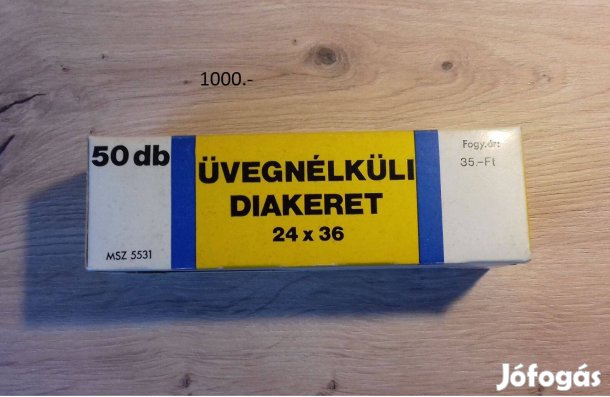 1000.-
50 db
ÜVEGNÉLKÜLI
DIAKERET
24 x 36
MSZ 5531
Fogy.ár:
35.-Ft
Jófogás